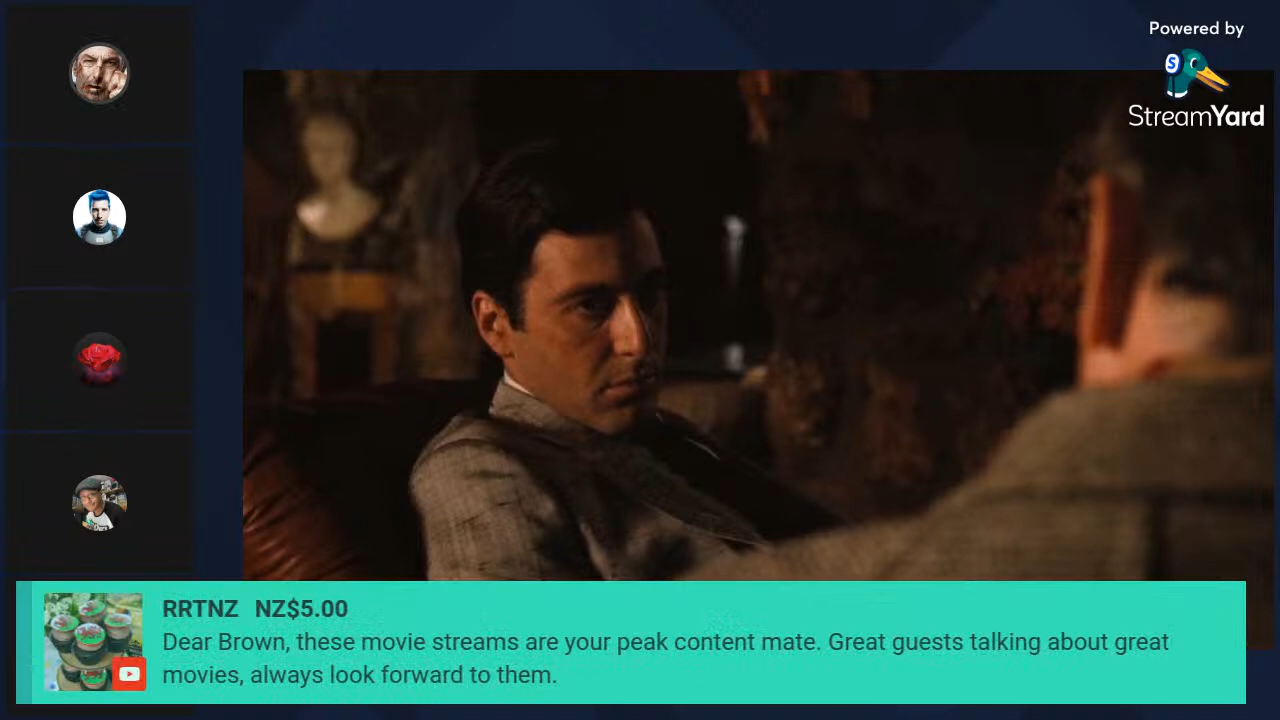 Powered by
StreamYard
RRTNZ NZ$5.00
Dear Brown, these movie streams are your peak content mate. Great guests talking about great
movies, always look forward to them.